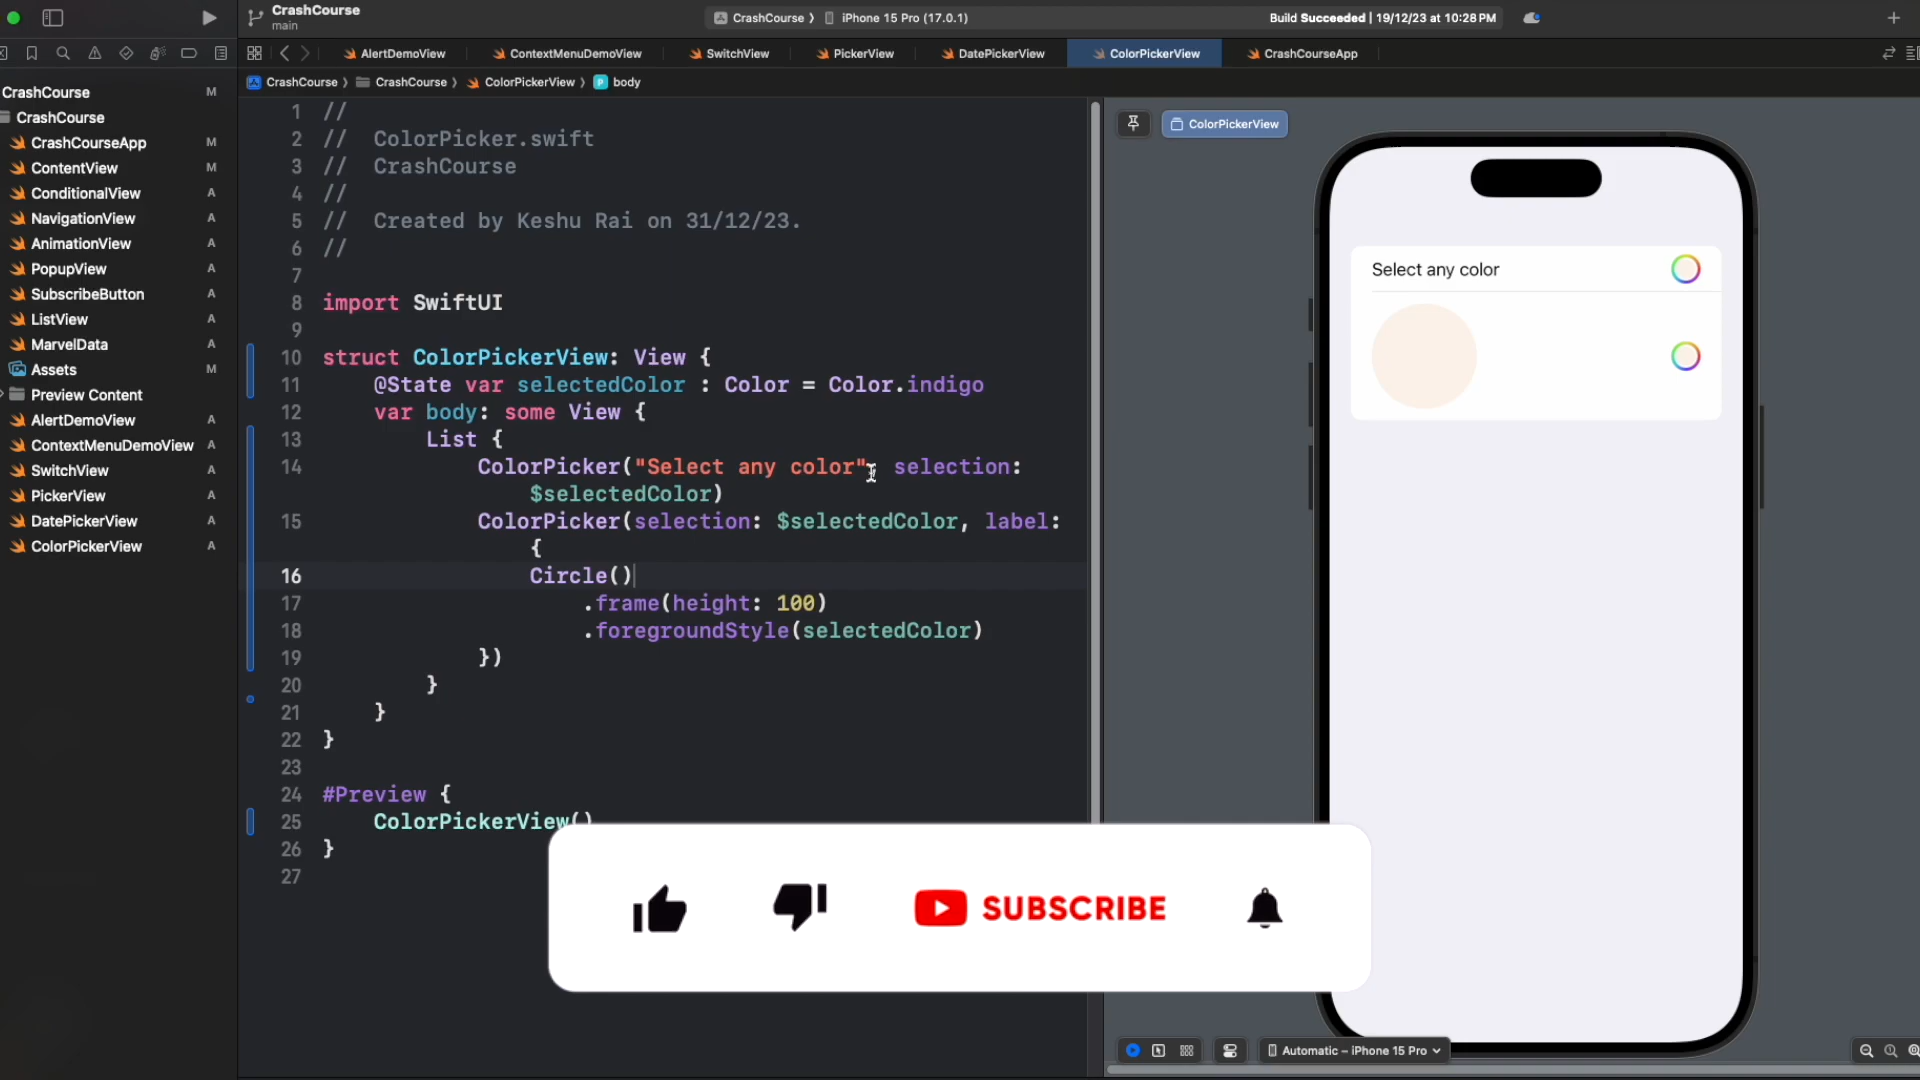 CrashCourse
main
CrashCourse 〉 iPhone 15 Pro (17.0.1)
Build Succeeded | 19/12/23 at 10:28 PM
AlertDemoView
ContextMenuDemoView
SwitchView
PickerView
DatePickerView
ColorPickerView
CrashCourseApp
CrashCourse 〉 CrashCourse 〉 ColorPickerView 〉 P body
CrashCourse M
CrashCourse
CrashCourseApp M
ContentView M
ConditionalView A
NavigationView A
AnimationView A
PopupView A
SubscribeButton A
ListView A
MarvelData A
Assets M
Preview Content
AlertDemoView A
ContextMenuDemoView A
SwitchView A
PickerView A
DatePickerView A
ColorPickerView A
1 //
2 //  ColorPicker.swift
3 //  CrashCourse
4 //
5 //  Created by Keshu Rai on 31/12/23.
6 //
7
8 import SwiftUI
9
10 struct ColorPickerView: View {
11 @State var selectedColor : Color = Color.indigo
12 var body: some View {
13 List {
14 ColorPicker("Select any color", selection:
$selectedColor)
15 ColorPicker(selection: $selectedColor, label:
{
16 Circle()
17 .frame(height: 100)
18 .foregroundStyle(selectedColor)
19 })
20 }
21 }
22 }
23
24 #Preview {
25 ColorPickerView()
26 }
27
ColorPickerView
Select any color
SUBSCRIBE
Automatic – iPhone 15 Pro